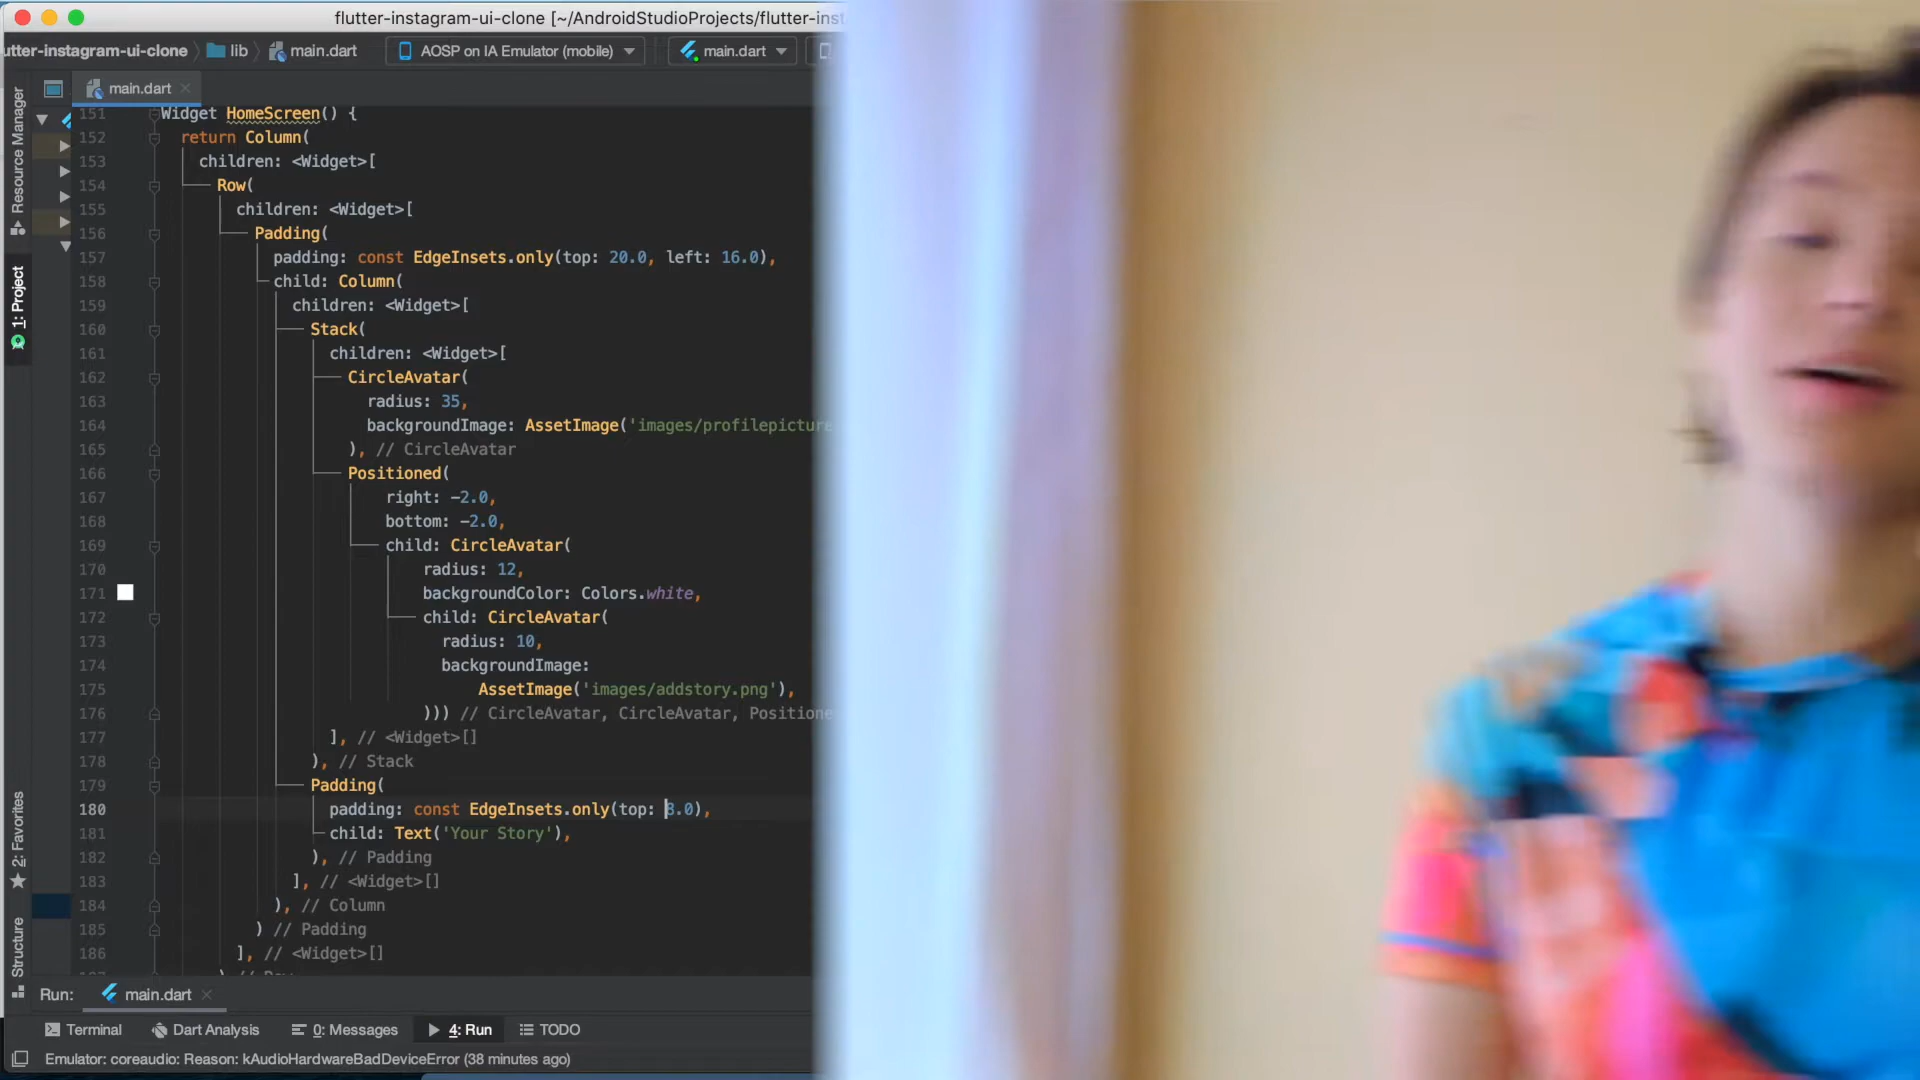 flutter-instagram-ui-clone [~/AndroidStudioProjects/flutter-inst
utter-instagram-ui-clone lib main.dart AOSP on IA Emulator (mobile) main.dart
main.dart
Resource Manager
1: Project
2: Favorites
Structure
151 Widget HomeScreen() {
152 return Column(
153 children: <Widget>[
154 Row(
155 children: <Widget>[
156 Padding(
157 padding: const EdgeInsets.only(top: 20.0, left: 16.0),
158 child: Column(
159 children: <Widget>[
160 Stack(
161 children: <Widget>[
162 CircleAvatar(
163 radius: 35,
164 backgroundImage: AssetImage('images/profilepicture
165 ), // CircleAvatar
166 Positioned(
167 right: -2.0,
168 bottom: -2.0,
169 child: CircleAvatar(
170 radius: 12,
171 backgroundColor: Colors.white,
172 child: CircleAvatar(
173 radius: 10,
174 backgroundImage:
175 AssetImage('images/addstory.png'),
176 ))) // CircleAvatar, CircleAvatar, Positione
177 ], // <Widget>[]
178 ), // Stack
179 Padding(
180 padding: const EdgeInsets.only(top: 8.0),
181 child: Text('Your Story'),
182 ), // Padding
183 ], // <Widget>[]
184 ), // Column
185 ) // Padding
186 ], // <Widget>[]
Run: main.dart
Terminal Dart Analysis 0: Messages 4: Run TODO
Emulator: coreaudio: Reason: kAudioHardwareBadDeviceError (38 minutes ago)